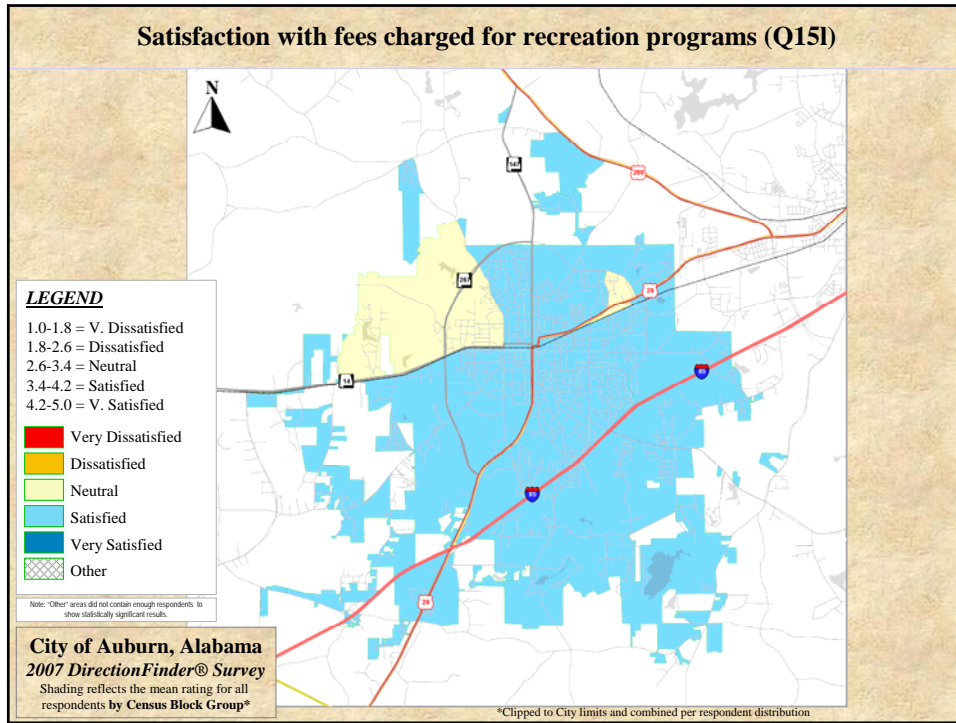 Satisfaction with fees charged for recreation programs (Q15l)
N
147
280
267
29
14
85
85
29
LEGEND
1.0-1.8 = V. Dissatisfied
1.8-2.6 = Dissatisfied
2.6-3.4 = Neutral
3.4-4.2 = Satisfied
4.2-5.0 = V. Satisfied
Very Dissatisfied
Dissatisfied
Neutral
Satisfied
Very Satisfied
Other
Note: "Other" areas did not contain enough respondents to
show statistically significant results.
City of Auburn, Alabama
2007 DirectionFinder® Survey
Shading reflects the mean rating for all
respondents by Census Block Group*
*Clipped to City limits and combined per respondent distribution